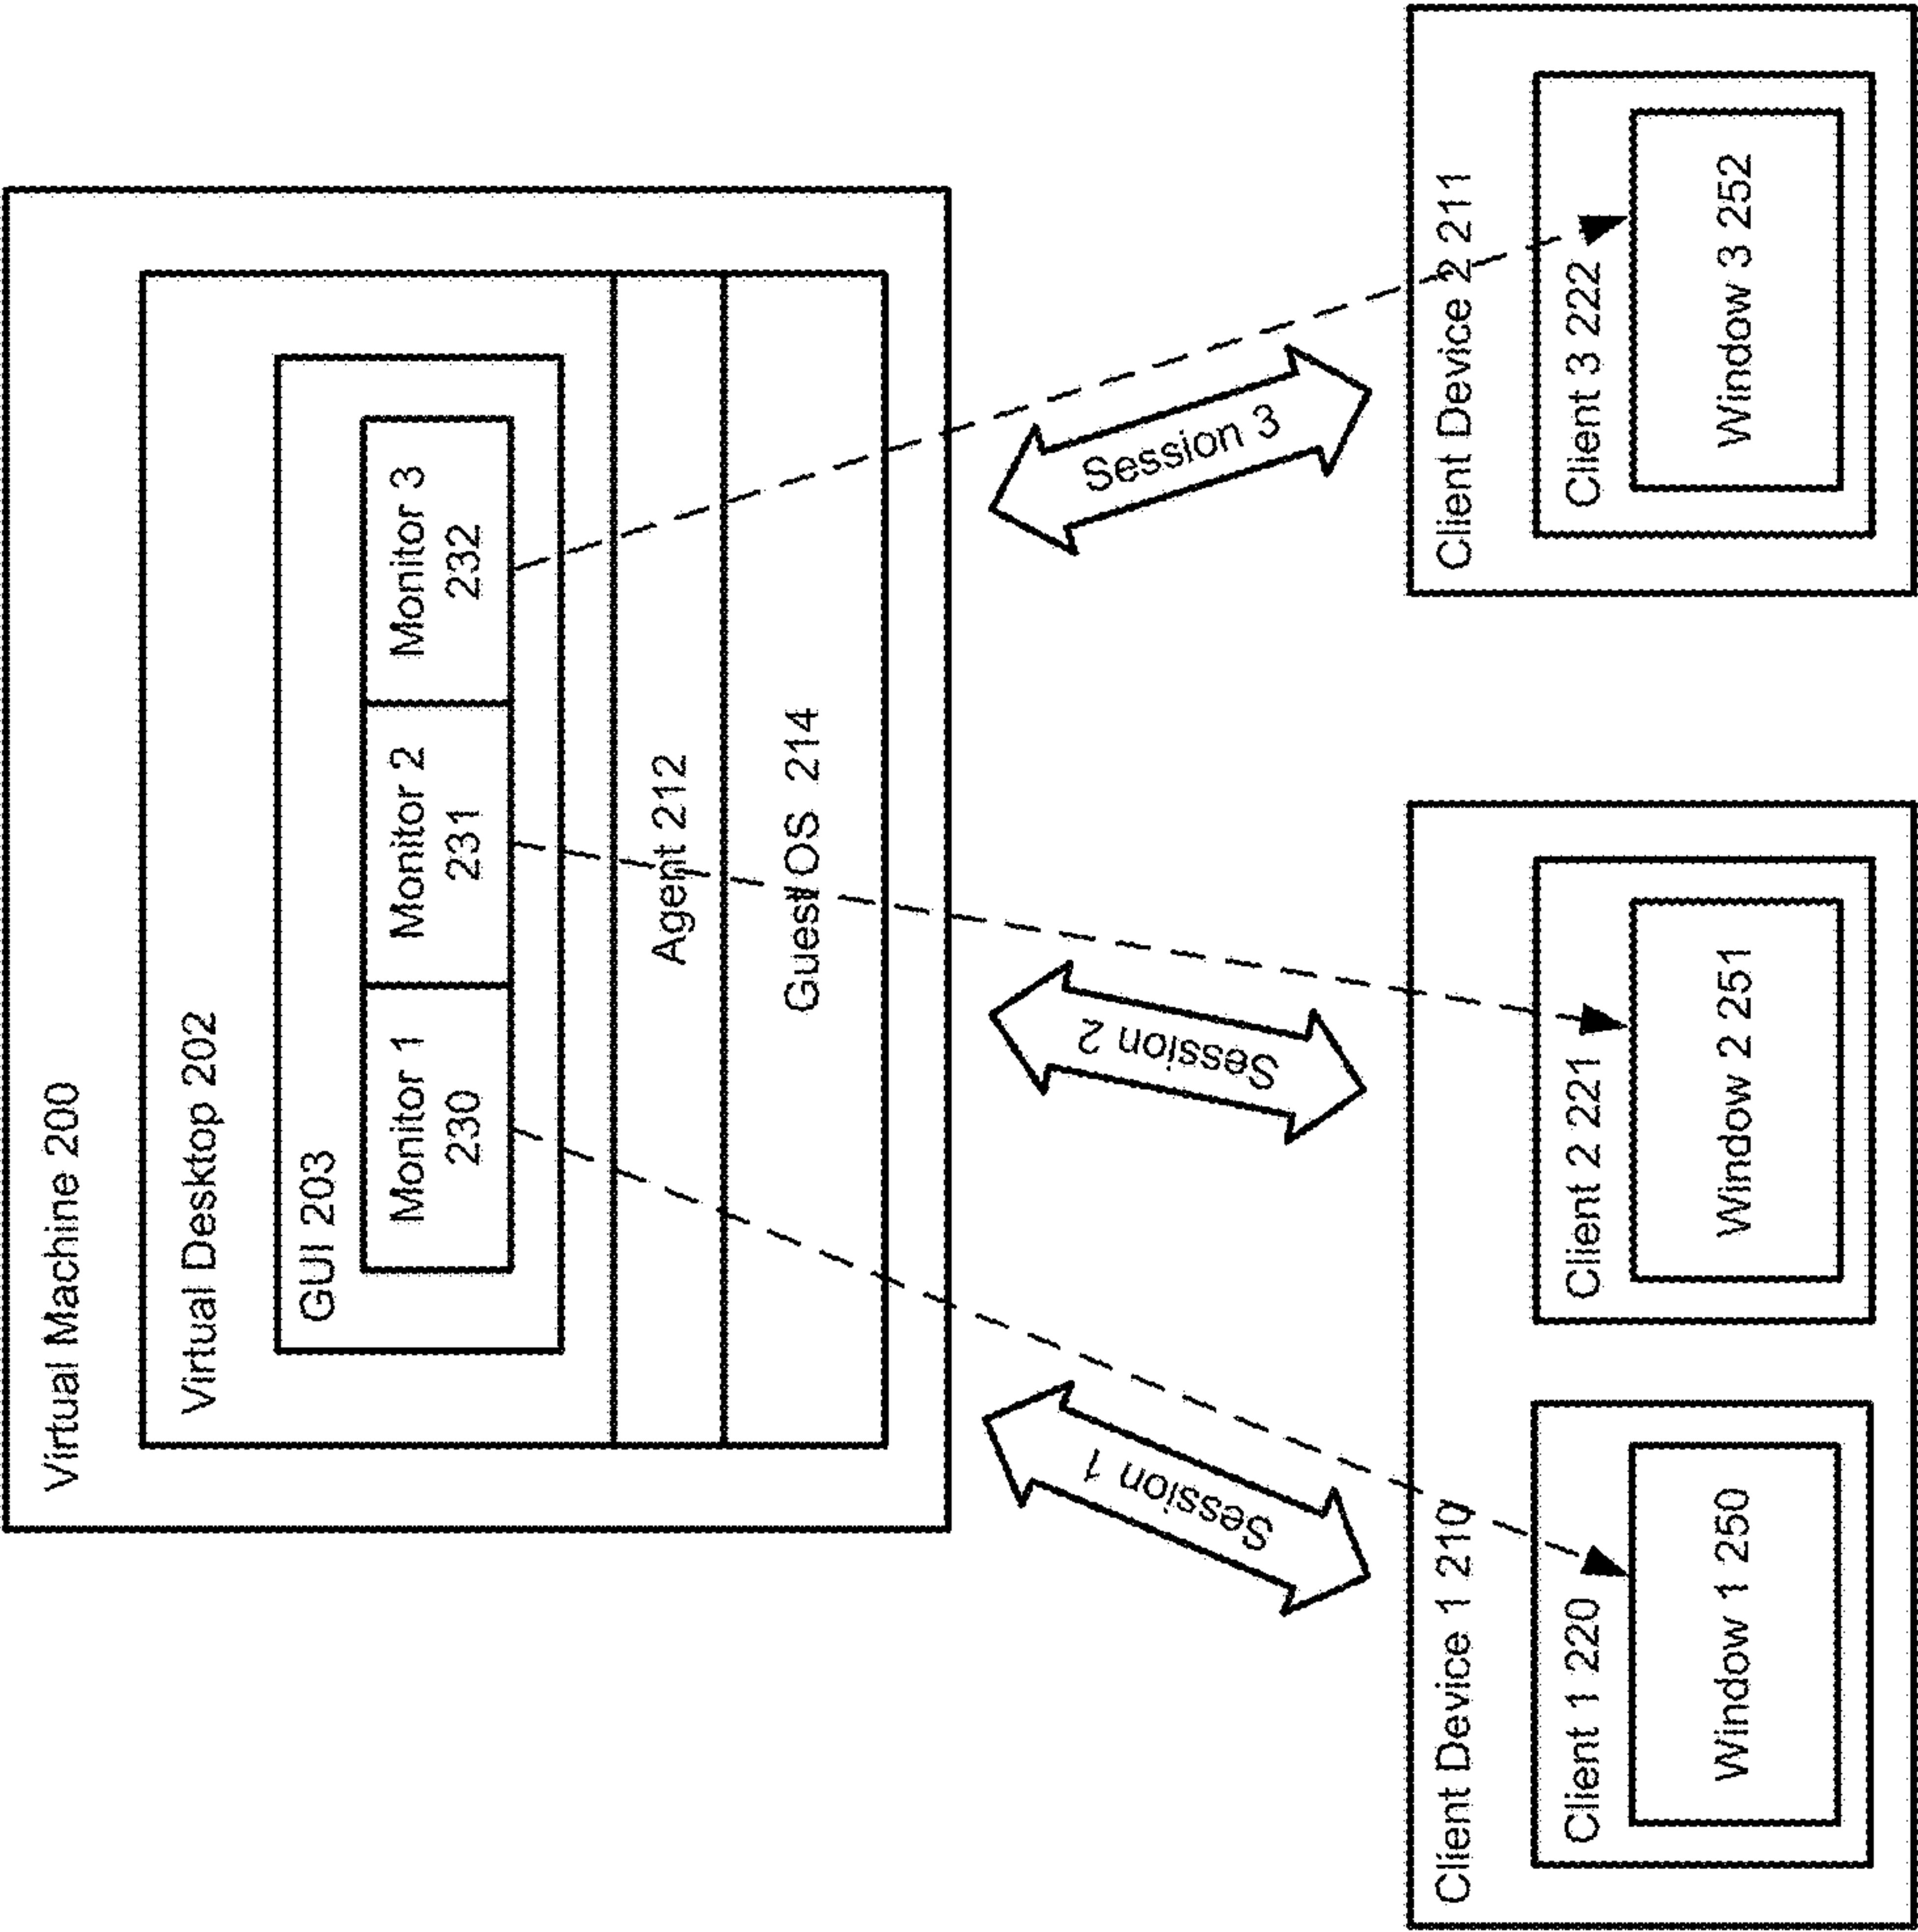 Virtual Machine 200
Virtual Desktop 202
GUI 203
Monitor 1
230
Monitor 2
231
Monitor 3
232
Agent 212
Guest OS 214
Session 1
Session 2
Session 3
Client Device 1 210
Client 1 220
Window 1 250
Client 2 221
Window 2 251
Client Device 2 211
Client 3 222
Window 3 252